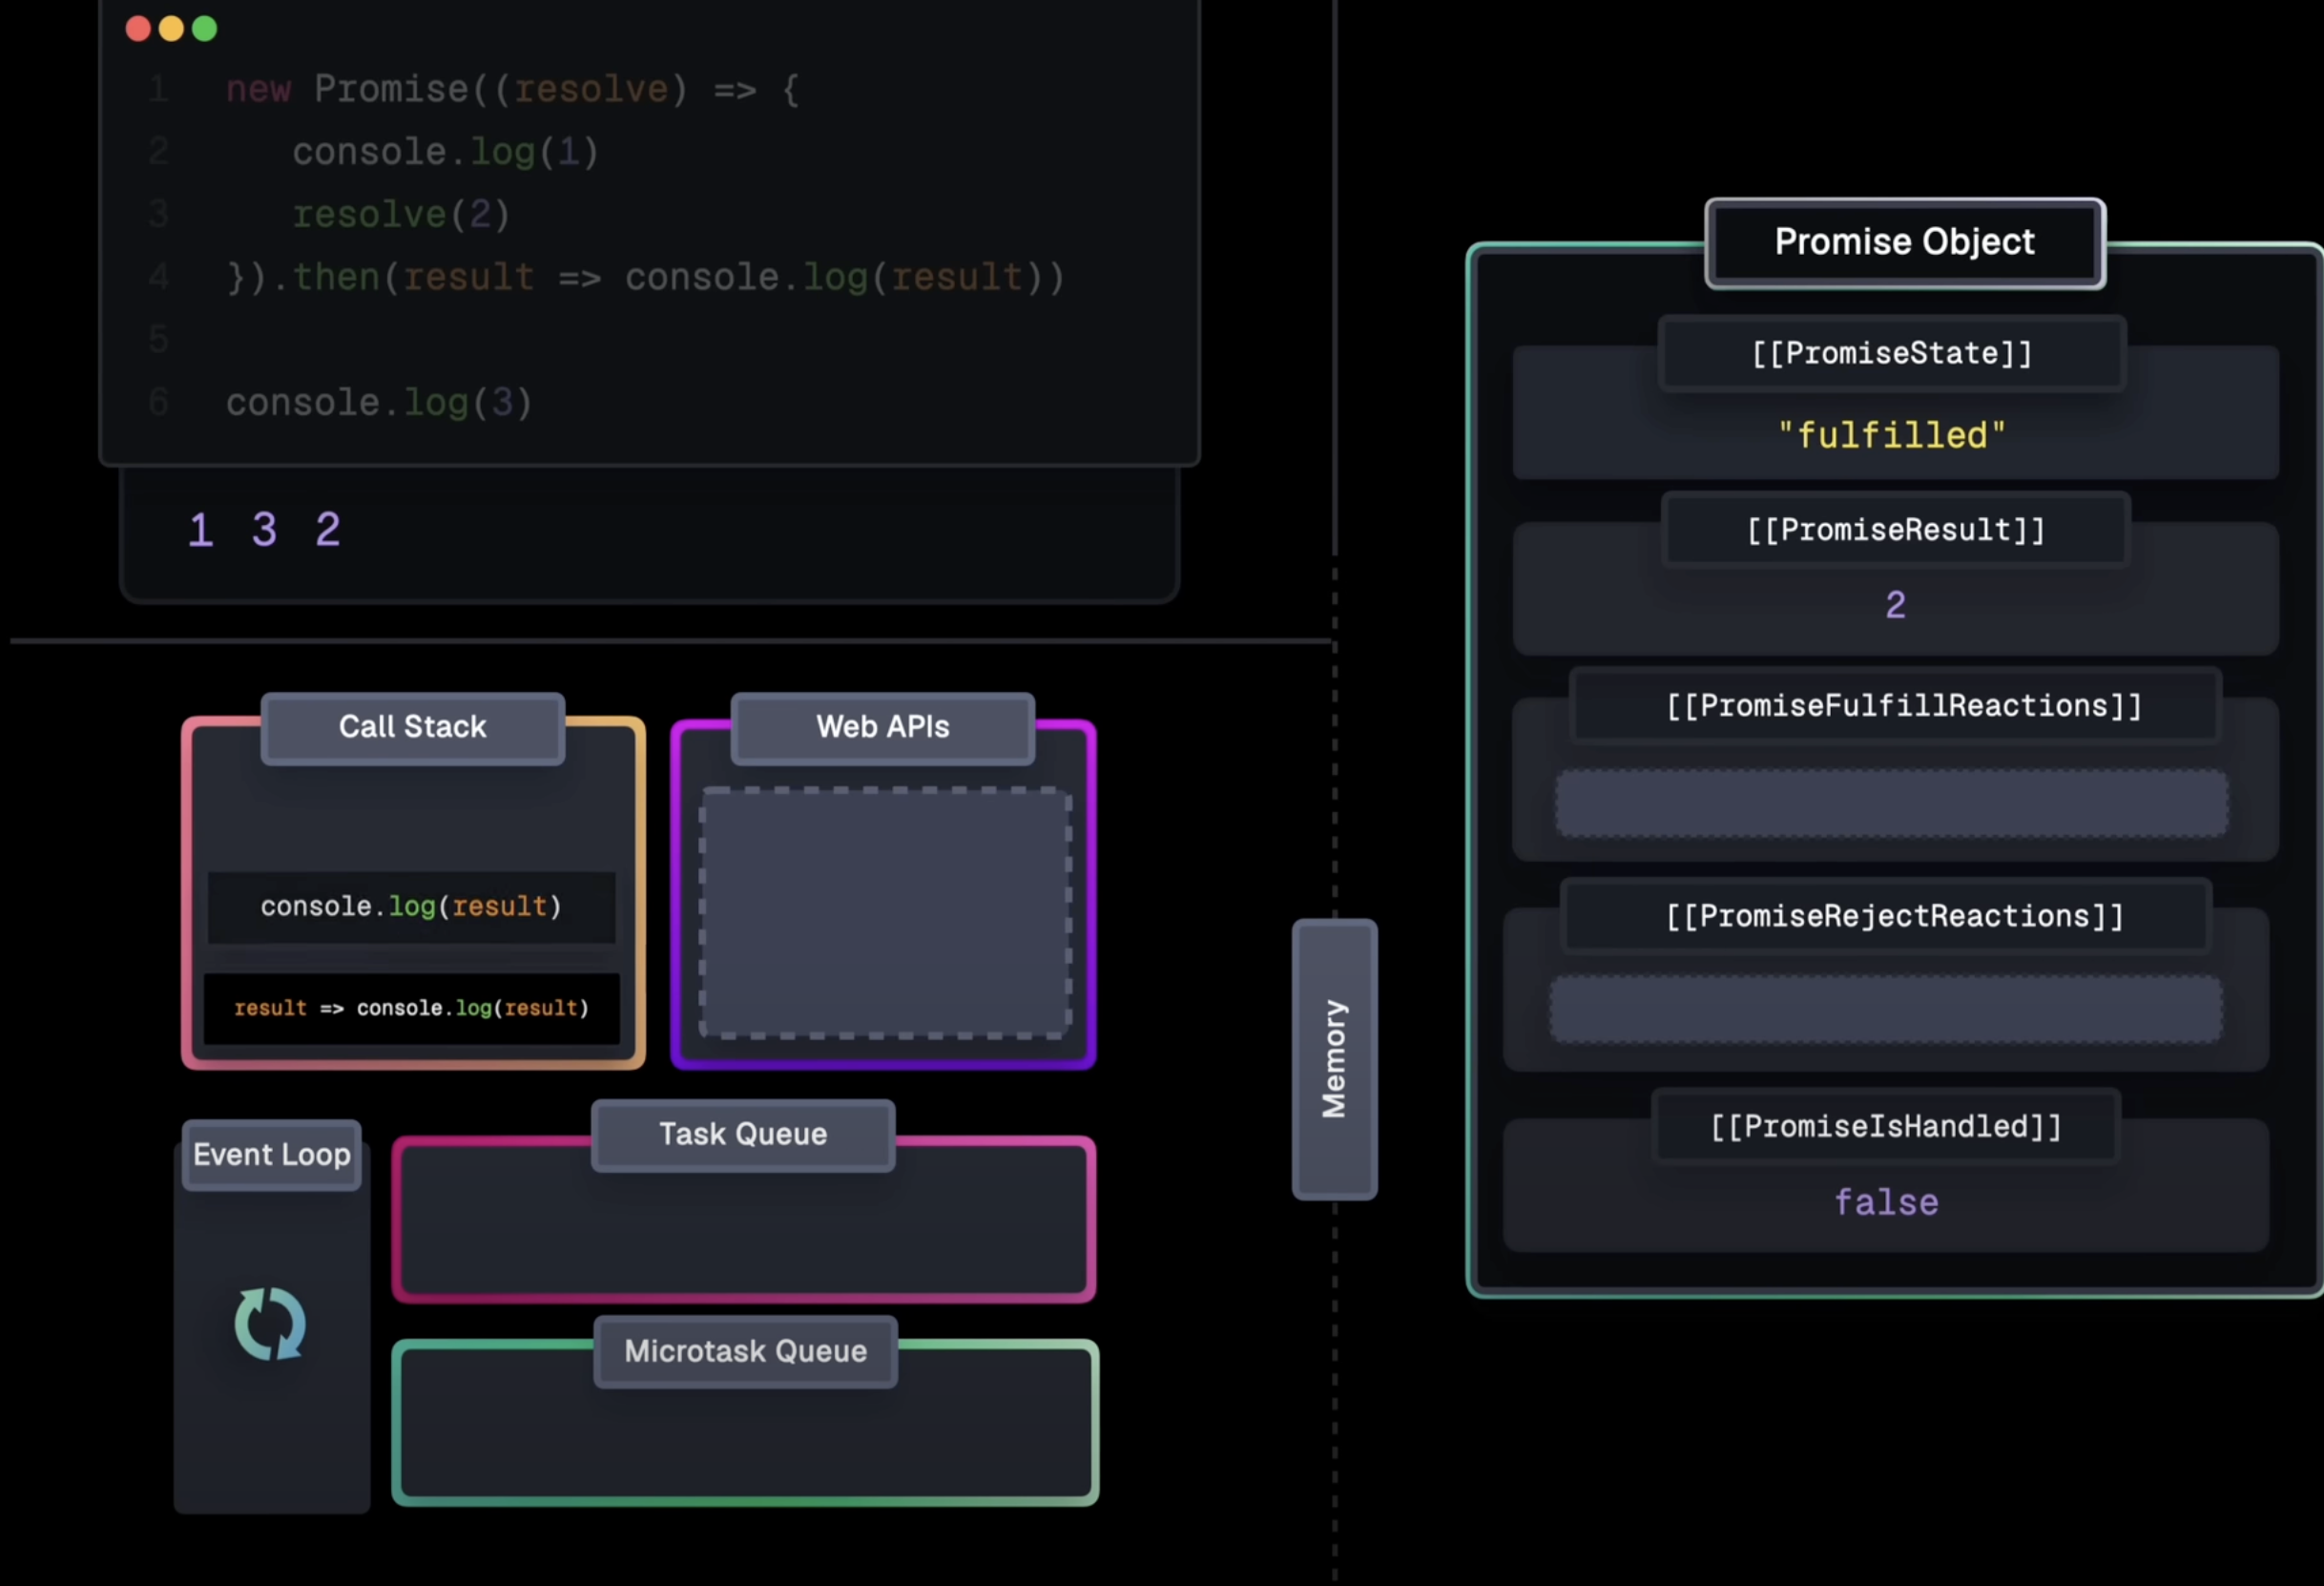 1 new Promise((resolve) => {
2 console.log(1)
3 resolve(2)
4 }).then(result => console.log(result))
5
6 console.log(3)
1 3 2
Call Stack
console.log(result)
result => console.log(result)
Web APIs
Event Loop
Task Queue
Microtask Queue
Memory
Promise Object
[[PromiseState]]
"fulfilled"
[[PromiseResult]]
2
[[PromiseFulfillReactions]]
[[PromiseRejectReactions]]
[[PromiseIsHandled]]
false